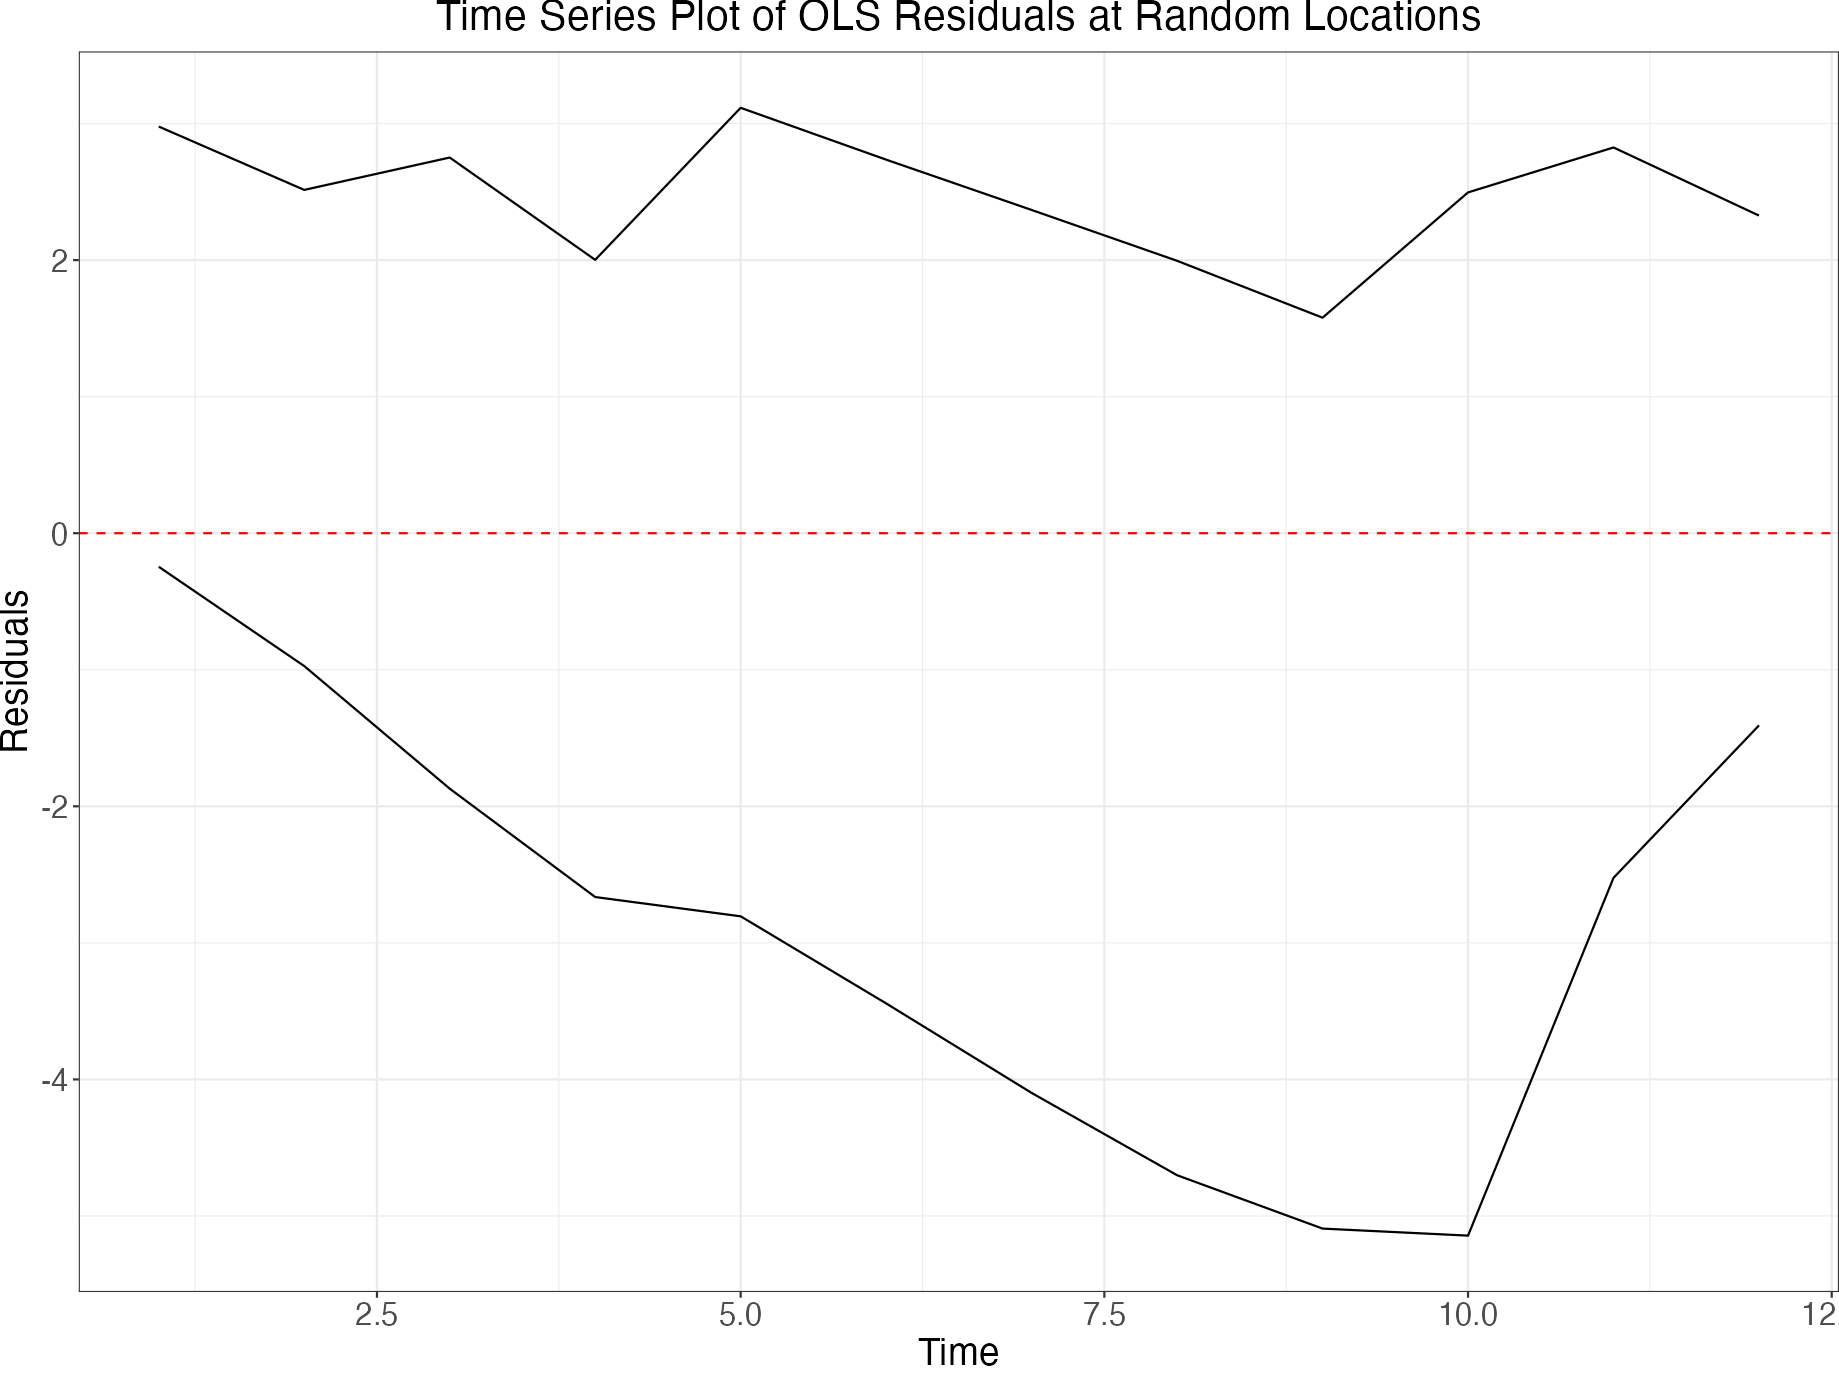 Time Series Plot of OLS Residuals at Random Locations
Residuals
2
0
-2
-4
2.5 5.0 7.5 10.0 12.
Time